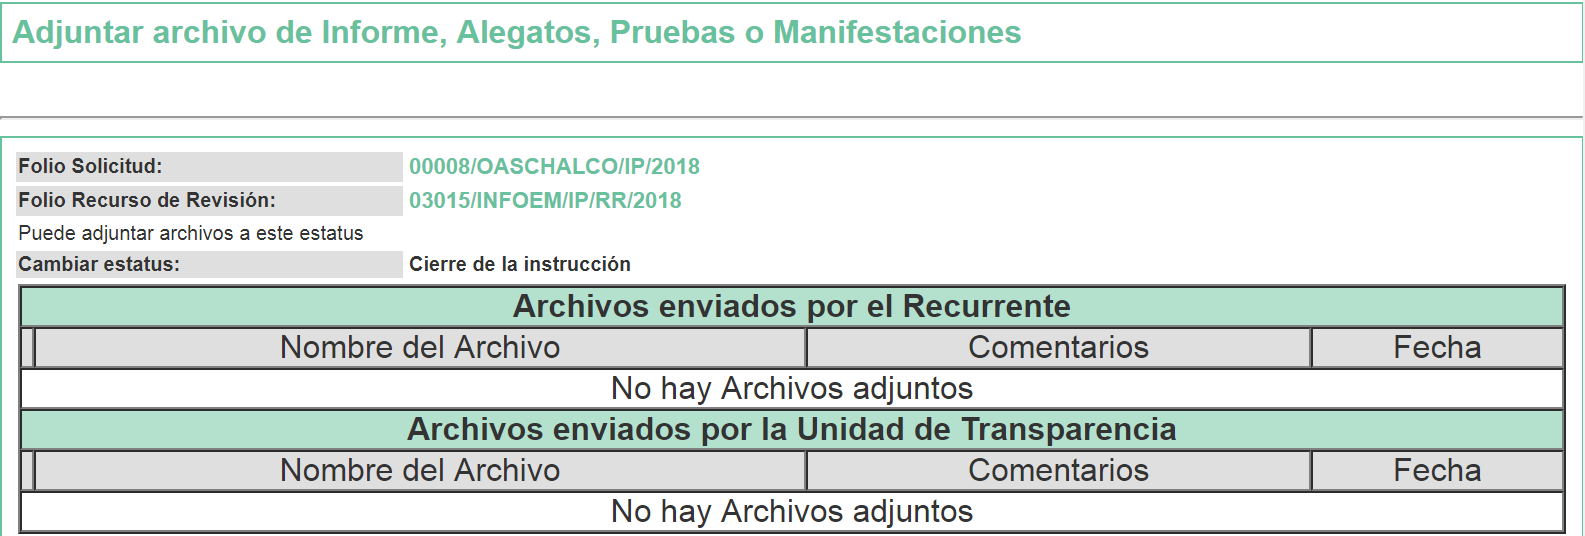 Adjuntar archivo de Informe, Alegatos, Pruebas o Manifestaciones
Folio Solicitud: 00008/OASCHALCO/IP/2018
Folio Recurso de Revisión: 03015/INFOEM/IP/RR/2018
Puede adjuntar archivos a este estatus
Cambiar estatus: Cierre de la instrucción
Archivos enviados por el Recurrente
Nombre del Archivo Comentarios Fecha
No hay Archivos adjuntos
Archivos enviados por la Unidad de Transparencia
Nombre del Archivo Comentarios Fecha
No hay Archivos adjuntos